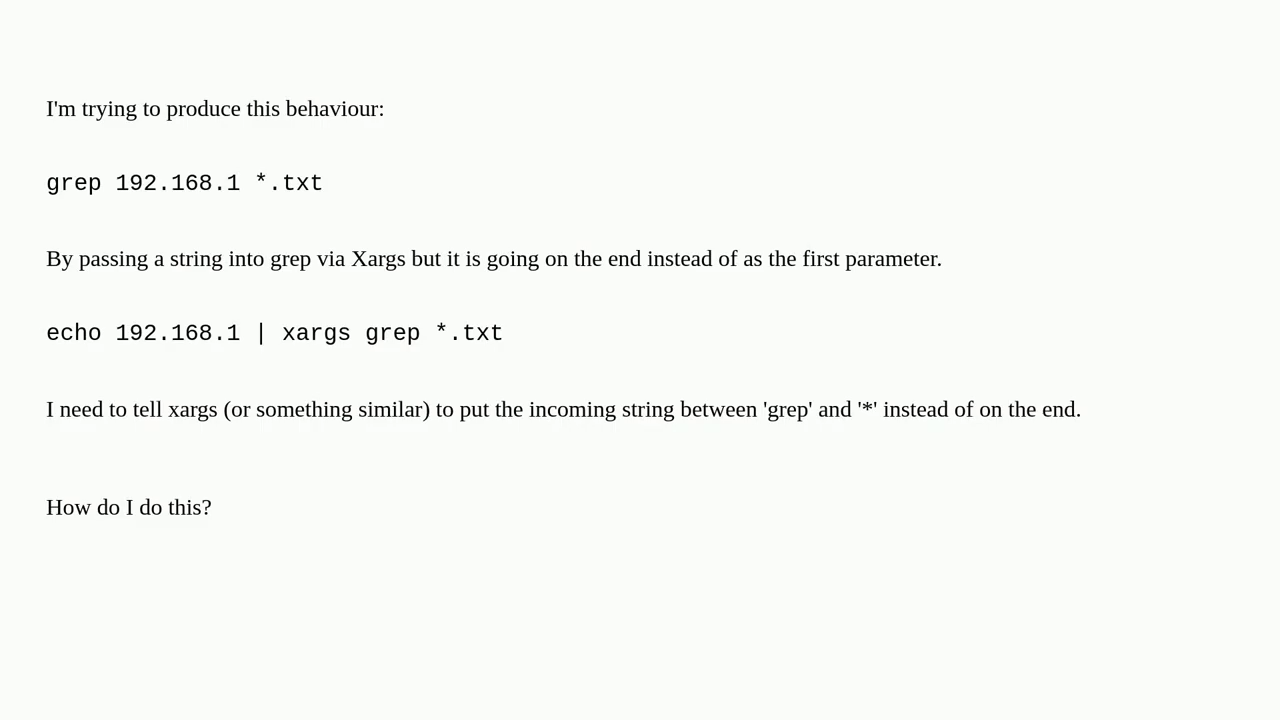 I'm trying to produce this behaviour:
grep 192.168.1 *.txt
By passing a string into grep via Xargs but it is going on the end instead of as the first parameter.
echo 192.168.1 | xargs grep *.txt
I need to tell xargs (or something similar) to put the incoming string between 'grep' and '*' instead of on the end.
How do I do this?